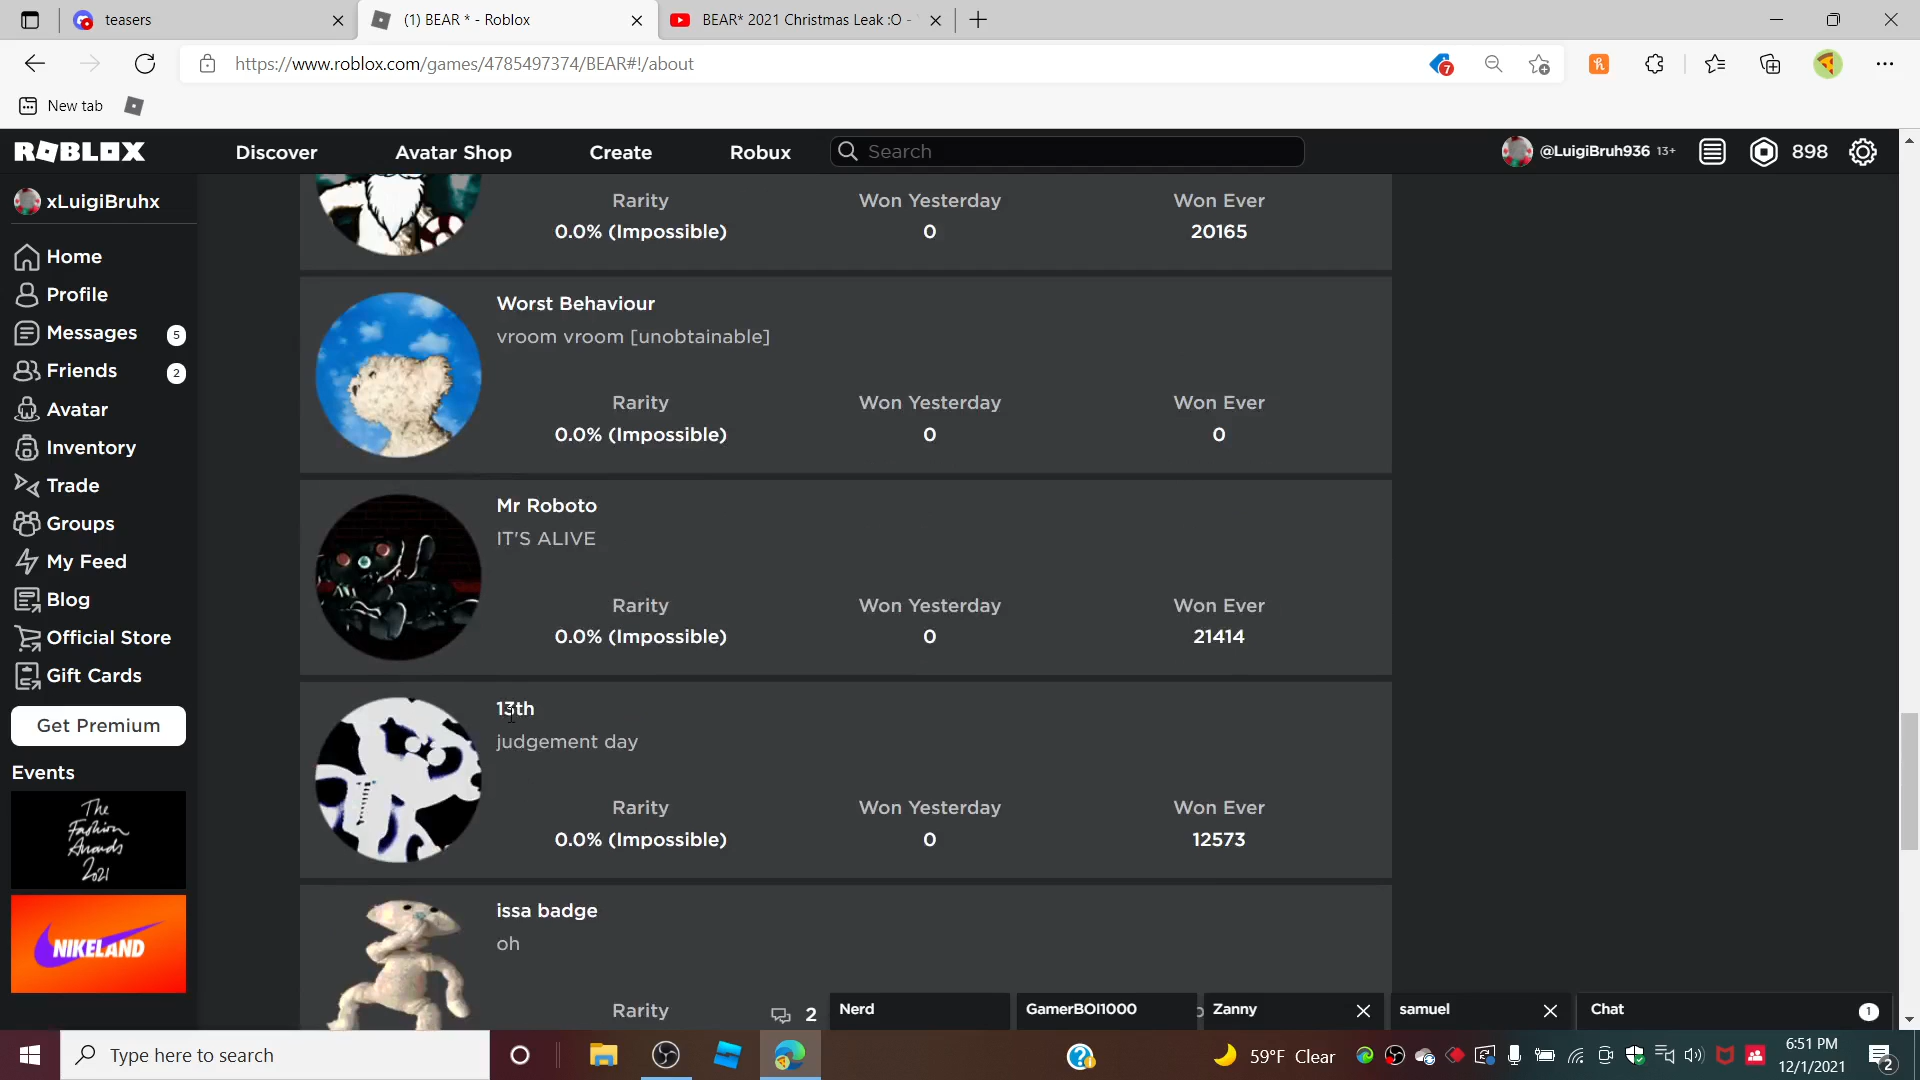 teasers
(1) BEAR * - Roblox
BEAR* 2021 Christmas Leak :O -
https://www.roblox.com/games/4785497374/BEAR#!/about
7
New tab
ROBLOX
Discover
Avatar Shop
Create
Robux
Search
@LuigiBruh936 13+
898
xLuigiBruhx
Home
Profile
Messages 5
Friends 2
Avatar
Inventory
Trade
Groups
My Feed
Blog
Official Store
Gift Cards
Get Premium
Events
The
Fashion
Awards
2021
NIKELAND
Rarity Won Yesterday Won Ever
0.0% (Impossible) 0 20165
Worst Behaviour
vroom vroom [unobtainable]
Rarity Won Yesterday Won Ever
0.0% (Impossible) 0 0
Mr Roboto
IT'S ALIVE
Rarity Won Yesterday Won Ever
0.0% (Impossible) 0 21414
13th
judgement day
Rarity Won Yesterday Won Ever
0.0% (Impossible) 0 12573
issa badge
oh
Rarity
2
Nerd
GamerBOI1000
Zanny
samuel
Chat 1
Type here to search
59°F Clear
6:51 PM
12/1/2021
2